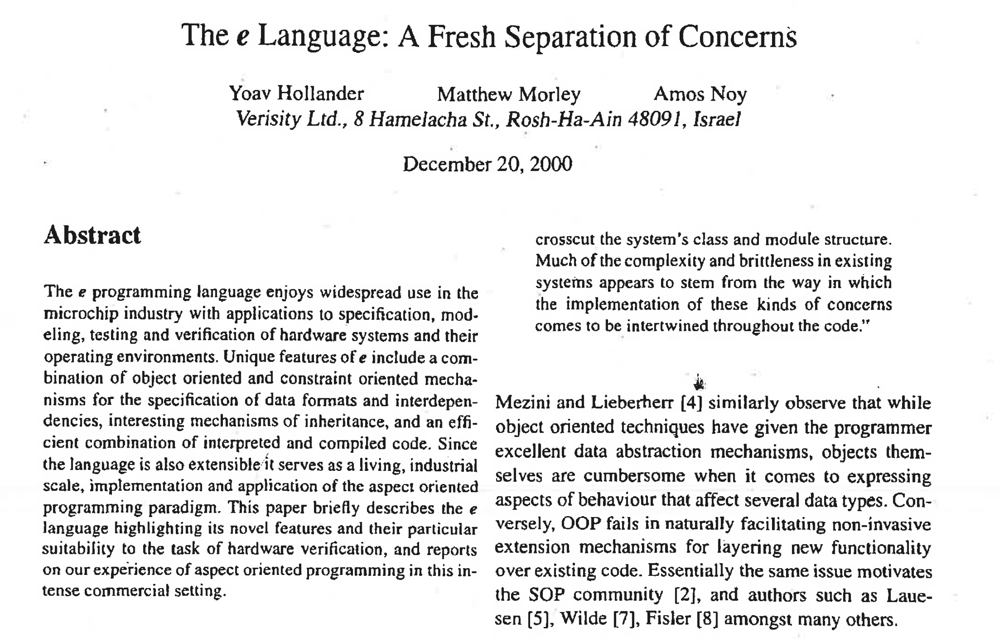 The e Language: A Fresh Separation of Concerns
Yoav Hollander Matthew Morley Amos Noy
Verisity Ltd., 8 Hamelacha St., Rosh-Ha-Ain 48091, Israel
December 20, 2000
Abstract
The e programming language enjoys widespread use in the
microchip industry with applications to specification, mod-
eling, testing and verification of hardware systems and their
operating environments. Unique features of e include a com-
bination of object oriented and constraint oriented mecha-
nisms for the specification of data formats and interdepen-
dencies, interesting mechanisms of inheritance, and an effi-
cient combination of interpreted and compiled code. Since
the language is also extensible it serves as a living, industrial
scale, implementation and application of the aspect oriented
programming paradigm. This paper briefly describes the e
language highlighting its novel features and their particular
suitability to the task of hardware verification, and reports
on our experience of aspect oriented programming in this in-
tense commercial setting.
crosscut the system's class and module structure.
Much of the complexity and brittleness in existing
systems appears to stem from the way in which
the implementation of these kinds of concerns
comes to be intertwined throughout the code."
Mezini and Lieberherr [4] similarly observe that while
object oriented techniques have given the programmer
excellent data abstraction mechanisms, objects them-
selves are cumbersome when it comes to expressing
aspects of behaviour that affect several data types. Con-
versely, OOP fails in naturally facilitating non-invasive
extension mechanisms for layering new functionality
over existing code. Essentially the same issue motivates
the SOP community [2], and authors such as Laue-
sen [5], Wilde [7], Fisler [8] amongst many others.